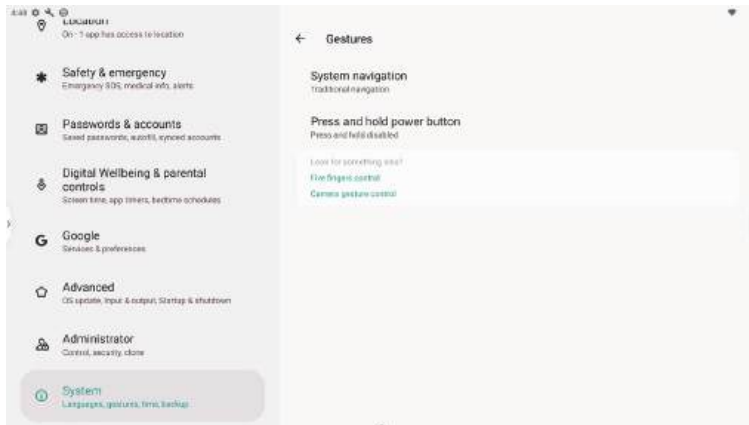 4:48
Location
On - 1 app has access to location
Safety & emergency
Emergency SOS, medical info, alerts
Passwords & accounts
Saved passwords, autofill, synced accounts
Digital Wellbeing & parental
controls
Screen time, app timers, bedtime schedules
Google
Services & preferences
Advanced
OS update, Input & output, Startup & shutdown
Administrator
Control, security, clone
System
Languages, gestures, time, backup
Gestures
System navigation
Traditional navigation
Press and hold power button
Press and hold disabled
Look for something else?
Five fingers control
Camera gesture control